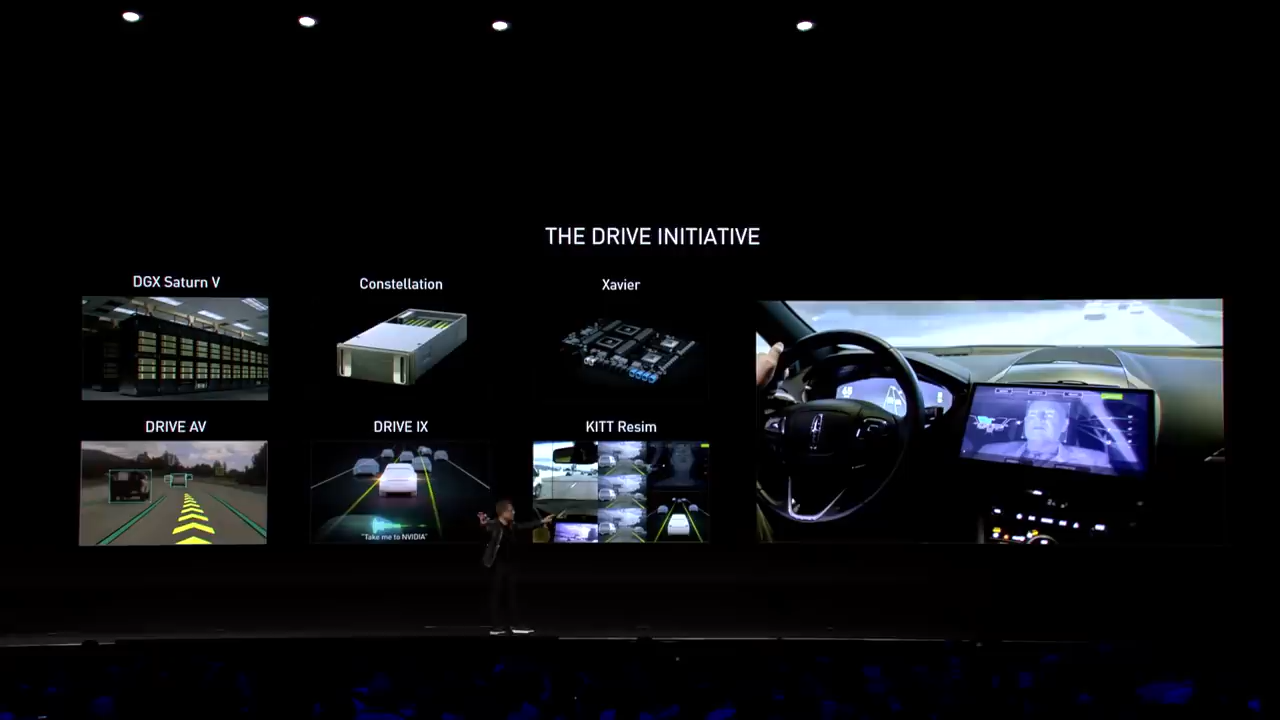 THE DRIVE INITIATIVE
DGX Saturn V
Constellation
Xavier
DRIVE AV
DRIVE IX
KITT Resim
"Take me to NVIDIA"